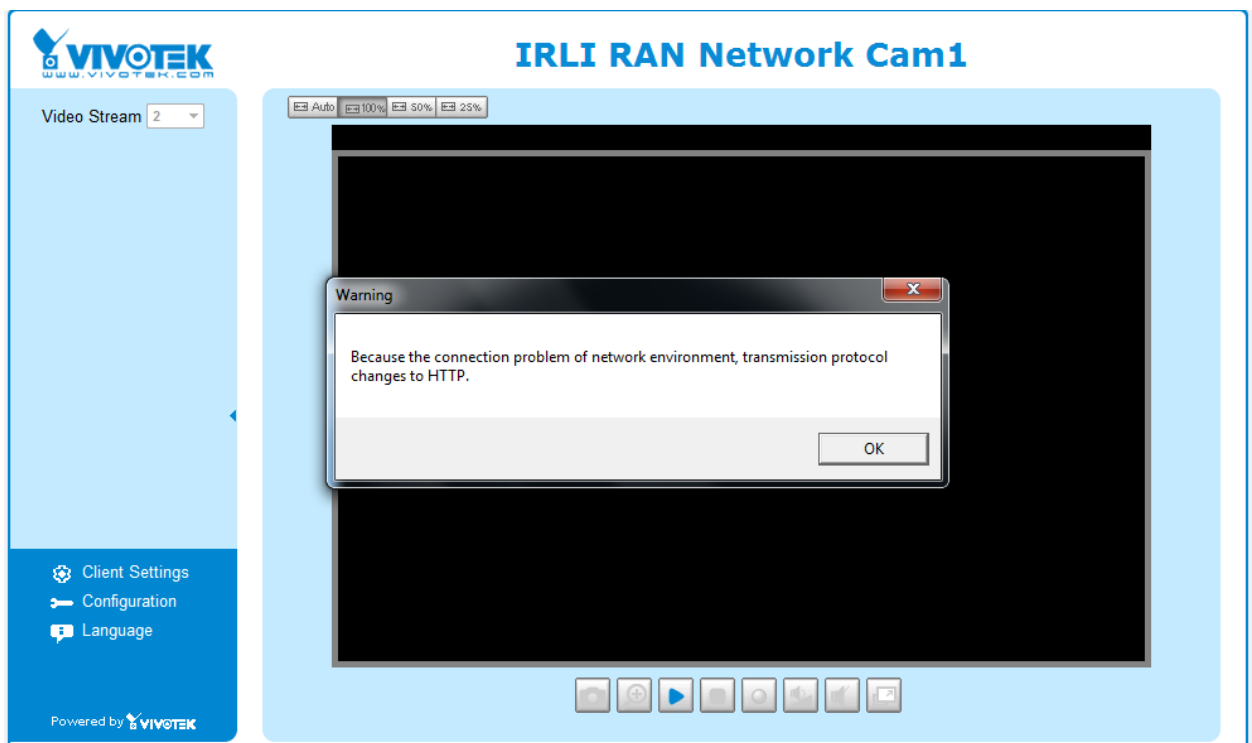 VIVOTEK
www.vivotek.com
IRLI RAN Network Cam1
Video Stream 2
Auto 100% 50% 25%
Warning
X
Because the connection problem of network environment, transmission protocol
changes to HTTP.
OK
Client Settings
Configuration
Language
Powered by VIVOTEK